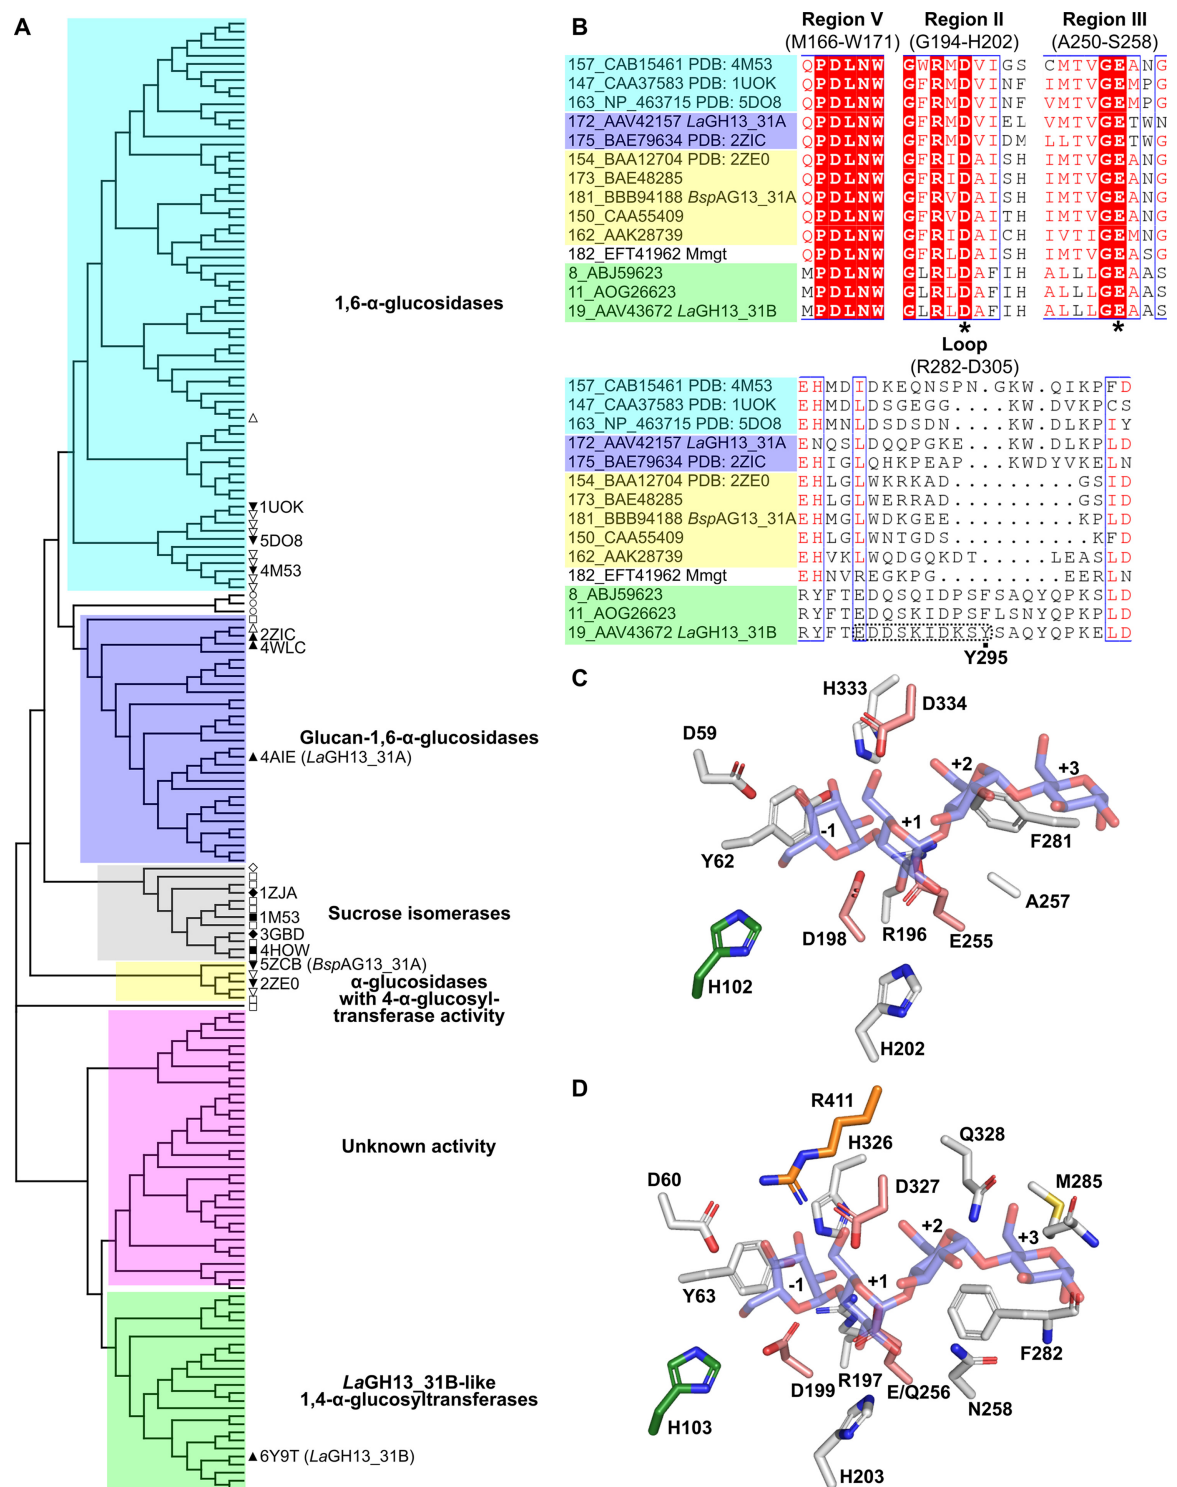 A
1,6-α-glucosidases
1UOK
5DO8
4M53
2ZIC
4WLC
Glucan-1,6-α-glucosidases
4AIE (LaGH13_31A)
1ZJA
1M53
3GBD
4HOW
Sucrose isomerases
5ZCB (BspAG13_31A)
2ZE0
α-glucosidases
with 4-α-glucosyl-
transferase activity
Unknown activity
LaGH13_31B-like
1,4-α-glucosyltransferases
6Y9T (LaGH13_31B)
B
Region V Region II Region III
(M166-W171) (G194-H202) (A250-S258)
157_CAB15461 PDB: 4M53 QPDLNW GWRMDVIGS CMTVGEANG
147_CAA37583 PDB: 1UOK QPDLNW GFRMDVINF IMTVGEMPG
163_NP_463715 PDB: 5DO8 QPDLNW GFRMDVINF VMTVGEMPG
172_AAV42157 LaGH13_31A QPDLNW GFRMDVIEL IMTVGETWN
175_BAE79634 PDB: 2ZIC QPDLNW GFRMDVIDM LLTVGETWG
154_BAA12704 PDB: 2ZE0 QPDLNW GFRIDAISH IMTVGEANG
173_BAE48285 QPDLNW GFRIDAISH IMTVGEANG
181_BBB94188 BspAG13_31A QPDLNW GFRVDAISH IMTVGEANG
150_CAA55409 QPDLNW GFRIDAITH IMTVGEMNG
162_AAK28739 QPDLNW GFRIDAICH IVTIGEMNG
182_EFT41962 Mmgt QPDLNW GFRLDAISH IMTVGEASG
8_ABJ59623 MPDLNW GLRLDAFIH ALLLGEAAS
11_AOG26623 MPDLNW GLRLDAFIH ALLLGEAAS
19_AAV43672 LaGH13_31B MPDLNW GLRLDAFIH ALLLGEAAS
* *
Loop
(R282-D305)
157_CAB15461 PDB: 4M53 EHMDIDKEQNSPN.GKW.QIKPFD
147_CAA37583 PDB: 1UOK EHMDLDSGEGG....KW.DVKPCS
163_NP_463715 PDB: 5DO8 EHMNLDSDSDN....KW.DLKPIY
172_AAV42157 LaGH13_31A ENQSLDQQPGKE...KW.DLKPLD
175_BAE79634 PDB: 2ZIC EHIGLQHKPEAP...KWDYVKELN
154_BAA12704 PDB: 2ZE0 EHLGLWKRKAD.........GSID
173_BAE48285 EHLGLWERRAD.........GSID
181_BBB94188 BspAG13_31A EHMGLWDKGEE.........KPLD
150_CAA55409 EHLGLWNTGDS..........KFD
162_AAK28739 EHVKLWQDGQKDT.....LEASLD
182_EFT41962 Mmgt EHNVREGKPG.........EERLN
8_ABJ59623 RYFTEDQSQIDPSFSAQYQPKSLD
11_AOG26623 RYFTEDQSKIDPSFLSNYQPKSLD
19_AAV43672 LaGH13_31B RYFTEDDSKIDKSYSAQYQPKELD
Y295
C
H333
D334
D59
+2
+3
-1
+1
Y62
F281
A257
D198
R196
E255
H102
H202
D
R411
H326
Q328
D60
D327
M285
+2
+3
-1
+1
Y63
F282
D199
R197
E/Q256
N258
H103
H203